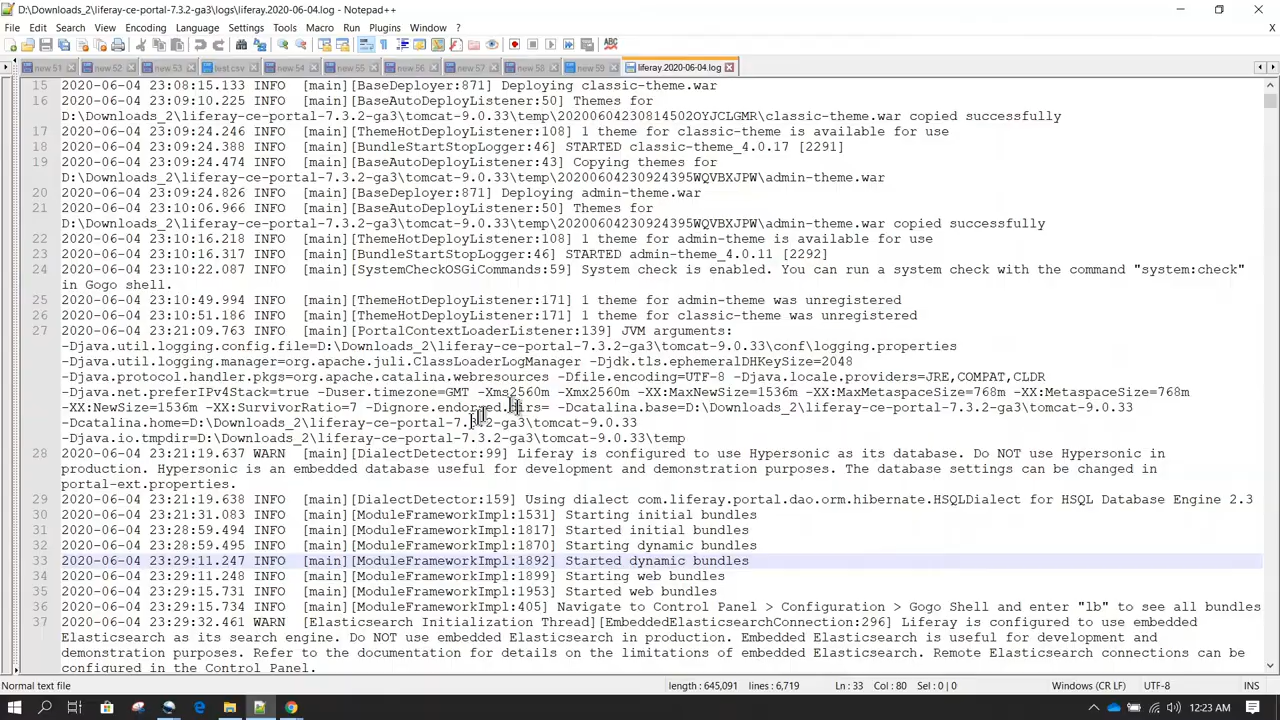 D:\Downloads_2\liferay-ce-portal-7.3.2-ga3\logs\liferay.2020-06-04.log - Notepad++
File Edit Search View Encoding Language Settings Tools Macro Run Plugins Window ?
X
new 51 new 52 new 53 test.csv new 54 new 55 new 56 new 57 new 58 new 59 liferay.2020-06-04.log
15 2020-06-04 23:08:15.133 INFO [main][BaseDeployer:871] Deploying classic-theme.war
16 2020-06-04 23:09:10.225 INFO [main][BaseAutoDeployListener:50] Themes for
D:\Downloads_2\liferay-ce-portal-7.3.2-ga3\tomcat-9.0.33\temp\20200604230814502OYJCLGMR\classic-theme.war copied successfully
17 2020-06-04 23:09:24.246 INFO [main][ThemeHotDeployListener:108] 1 theme for classic-theme is available for use
18 2020-06-04 23:09:24.388 INFO [main][BundleStartStopLogger:46] STARTED classic-theme_4.0.17 [2291]
19 2020-06-04 23:09:24.474 INFO [main][BaseAutoDeployListener:43] Copying themes for
D:\Downloads_2\liferay-ce-portal-7.3.2-ga3\tomcat-9.0.33\temp\20200604230924395WQVBXJPW\admin-theme.war
20 2020-06-04 23:09:24.826 INFO [main][BaseDeployer:871] Deploying admin-theme.war
21 2020-06-04 23:10:06.966 INFO [main][BaseAutoDeployListener:50] Themes for
D:\Downloads_2\liferay-ce-portal-7.3.2-ga3\tomcat-9.0.33\temp\20200604230924395WQVBXJPW\admin-theme.war copied successfully
22 2020-06-04 23:10:16.218 INFO [main][ThemeHotDeployListener:108] 1 theme for admin-theme is available for use
23 2020-06-04 23:10:16.317 INFO [main][BundleStartStopLogger:46] STARTED admin-theme_4.0.11 [2292]
24 2020-06-04 23:10:22.087 INFO [main][SystemCheckOSGiCommands:59] System check is enabled. You can run a system check with the command "system:check"
in Gogo shell.
25 2020-06-04 23:10:49.994 INFO [main][ThemeHotDeployListener:171] 1 theme for admin-theme was unregistered
26 2020-06-04 23:10:51.186 INFO [main][ThemeHotDeployListener:171] 1 theme for classic-theme was unregistered
27 2020-06-04 23:21:09.763 INFO [main][PortalContextLoaderListener:139] JVM arguments:
-Djava.util.logging.config.file=D:\Downloads_2\liferay-ce-portal-7.3.2-ga3\tomcat-9.0.33\conf\logging.properties
-Djava.util.logging.manager=org.apache.juli.ClassLoaderLogManager -Djdk.tls.ephemeralDHKeySize=2048
-Djava.protocol.handler.pkgs=org.apache.catalina.webresources -Dfile.encoding=UTF-8 -Djava.locale.providers=JRE,COMPAT,CLDR
-Djava.net.preferIPv4Stack=true -Duser.timezone=GMT -Xms2560m -Xmx2560m -XX:MaxNewSize=1536m -XX:MaxMetaspaceSize=768m -XX:MetaspaceSize=768m
-XX:NewSize=1536m -XX:SurvivorRatio=7 -Dignore.endorsed.dirs= -Dcatalina.base=D:\Downloads_2\liferay-ce-portal-7.3.2-ga3\tomcat-9.0.33
-Dcatalina.home=D:\Downloads_2\liferay-ce-portal-7.3.2-ga3\tomcat-9.0.33
-Djava.io.tmpdir=D:\Downloads_2\liferay-ce-portal-7.3.2-ga3\tomcat-9.0.33\temp
28 2020-06-04 23:21:19.637 WARN [main][DialectDetector:99] Liferay is configured to use Hypersonic as its database. Do NOT use Hypersonic in
production. Hypersonic is an embedded database useful for development and demonstration purposes. The database settings can be changed in
portal-ext.properties.
29 2020-06-04 23:21:19.638 INFO [main][DialectDetector:159] Using dialect com.liferay.portal.dao.orm.hibernate.HSQLDialect for HSQL Database Engine 2.3
30 2020-06-04 23:21:31.083 INFO [main][ModuleFrameworkImpl:1531] Starting initial bundles
31 2020-06-04 23:28:59.494 INFO [main][ModuleFrameworkImpl:1817] Started initial bundles
32 2020-06-04 23:28:59.495 INFO [main][ModuleFrameworkImpl:1870] Starting dynamic bundles
33 2020-06-04 23:29:11.247 INFO [main][ModuleFrameworkImpl:1892] Started dynamic bundles
34 2020-06-04 23:29:11.248 INFO [main][ModuleFrameworkImpl:1899] Starting web bundles
35 2020-06-04 23:29:15.731 INFO [main][ModuleFrameworkImpl:1953] Started web bundles
36 2020-06-04 23:29:15.734 INFO [main][ModuleFrameworkImpl:405] Navigate to Control Panel > Configuration > Gogo Shell and enter "lb" to see all bundles
37 2020-06-04 23:29:32.461 WARN [Elasticsearch Initialization Thread][EmbeddedElasticsearchConnection:296] Liferay is configured to use embedded
Elasticsearch as its search engine. Do NOT use embedded Elasticsearch in production. Embedded Elasticsearch is useful for development and
demonstration purposes. Refer to the documentation for details on the limitations of embedded Elasticsearch. Remote Elasticsearch connections can be
configured in the Control Panel.
Normal text file length : 645,091 lines : 6,719 Ln : 33 Col : 80 Sel : 0 | 0 Windows (CR LF) UTF-8 INS
12:23 AM